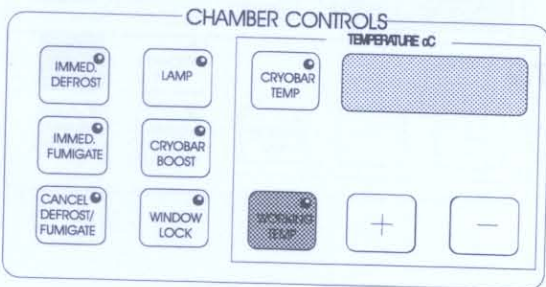 CHAMBER CONTROLS
TEMPERATURE oC
IMMED.
DEFROST
LAMP
CRYOBAR
TEMP
IMMED.
FUMIGATE
CRYOBAR
BOOST
CANCEL
DEFROST/
FUMIGATE
WINDOW
LOCK
WORKING
TEMP
+
−